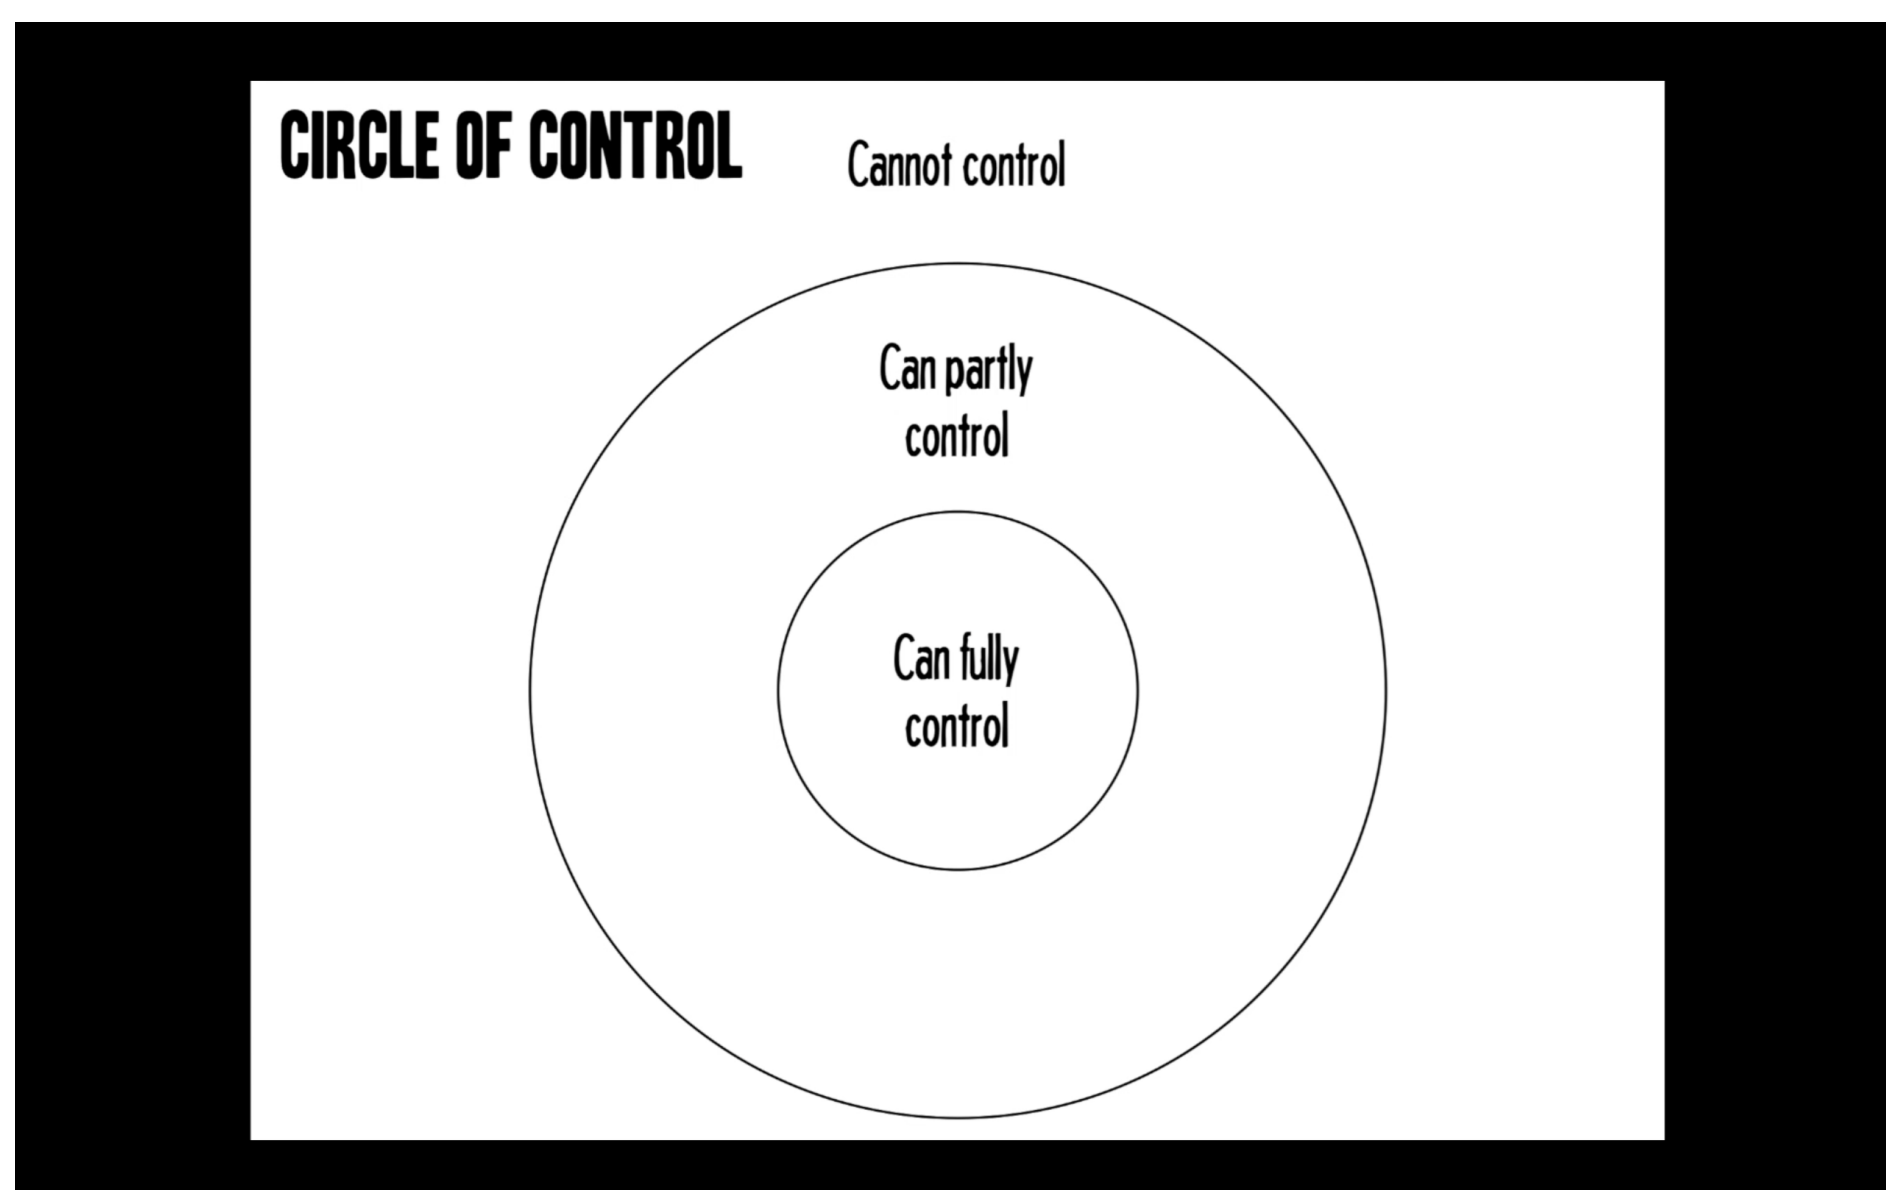 CIRCLE OF CONTROL
Cannot control
Can partly
control
Can fully
control